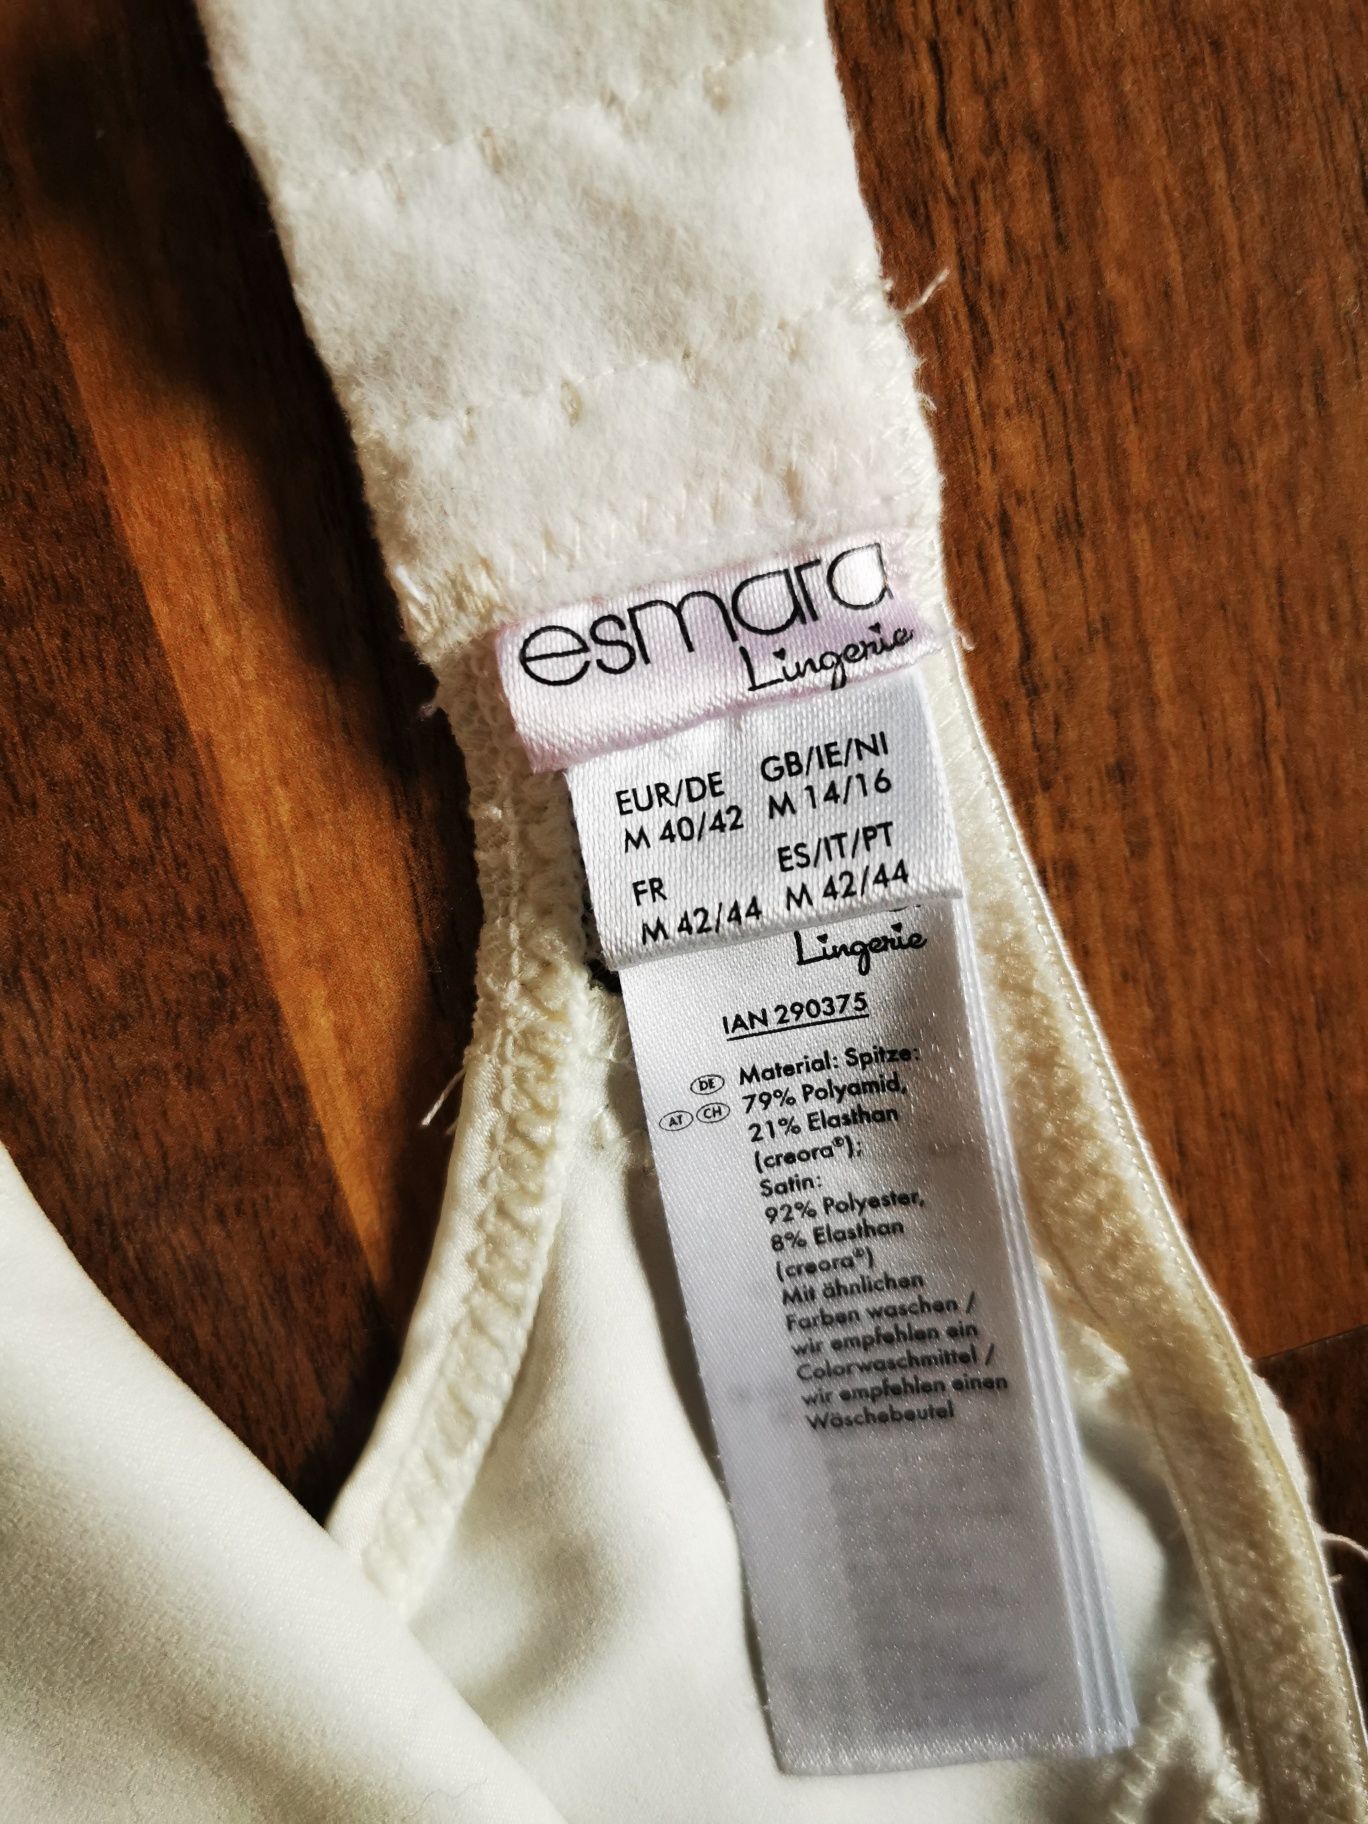 esmara
Lingerie
EUR/DE GB/IE/NI
M 40/42 M 14/16
FR ES/IT/PT
M 42/44 M 42/44
Lingerie
IAN 290375
DE Material: Spitze:
AT CH 79% Polyamid,
21% Elasthan
(creora®);
Satin:
92% Polyester,
8% Elasthan
(creora®)
Mit ähnlichen
Farben waschen /
wir empfehlen ein
Colorwaschmittel /
wir empfehlen einen
Wäschebeutel